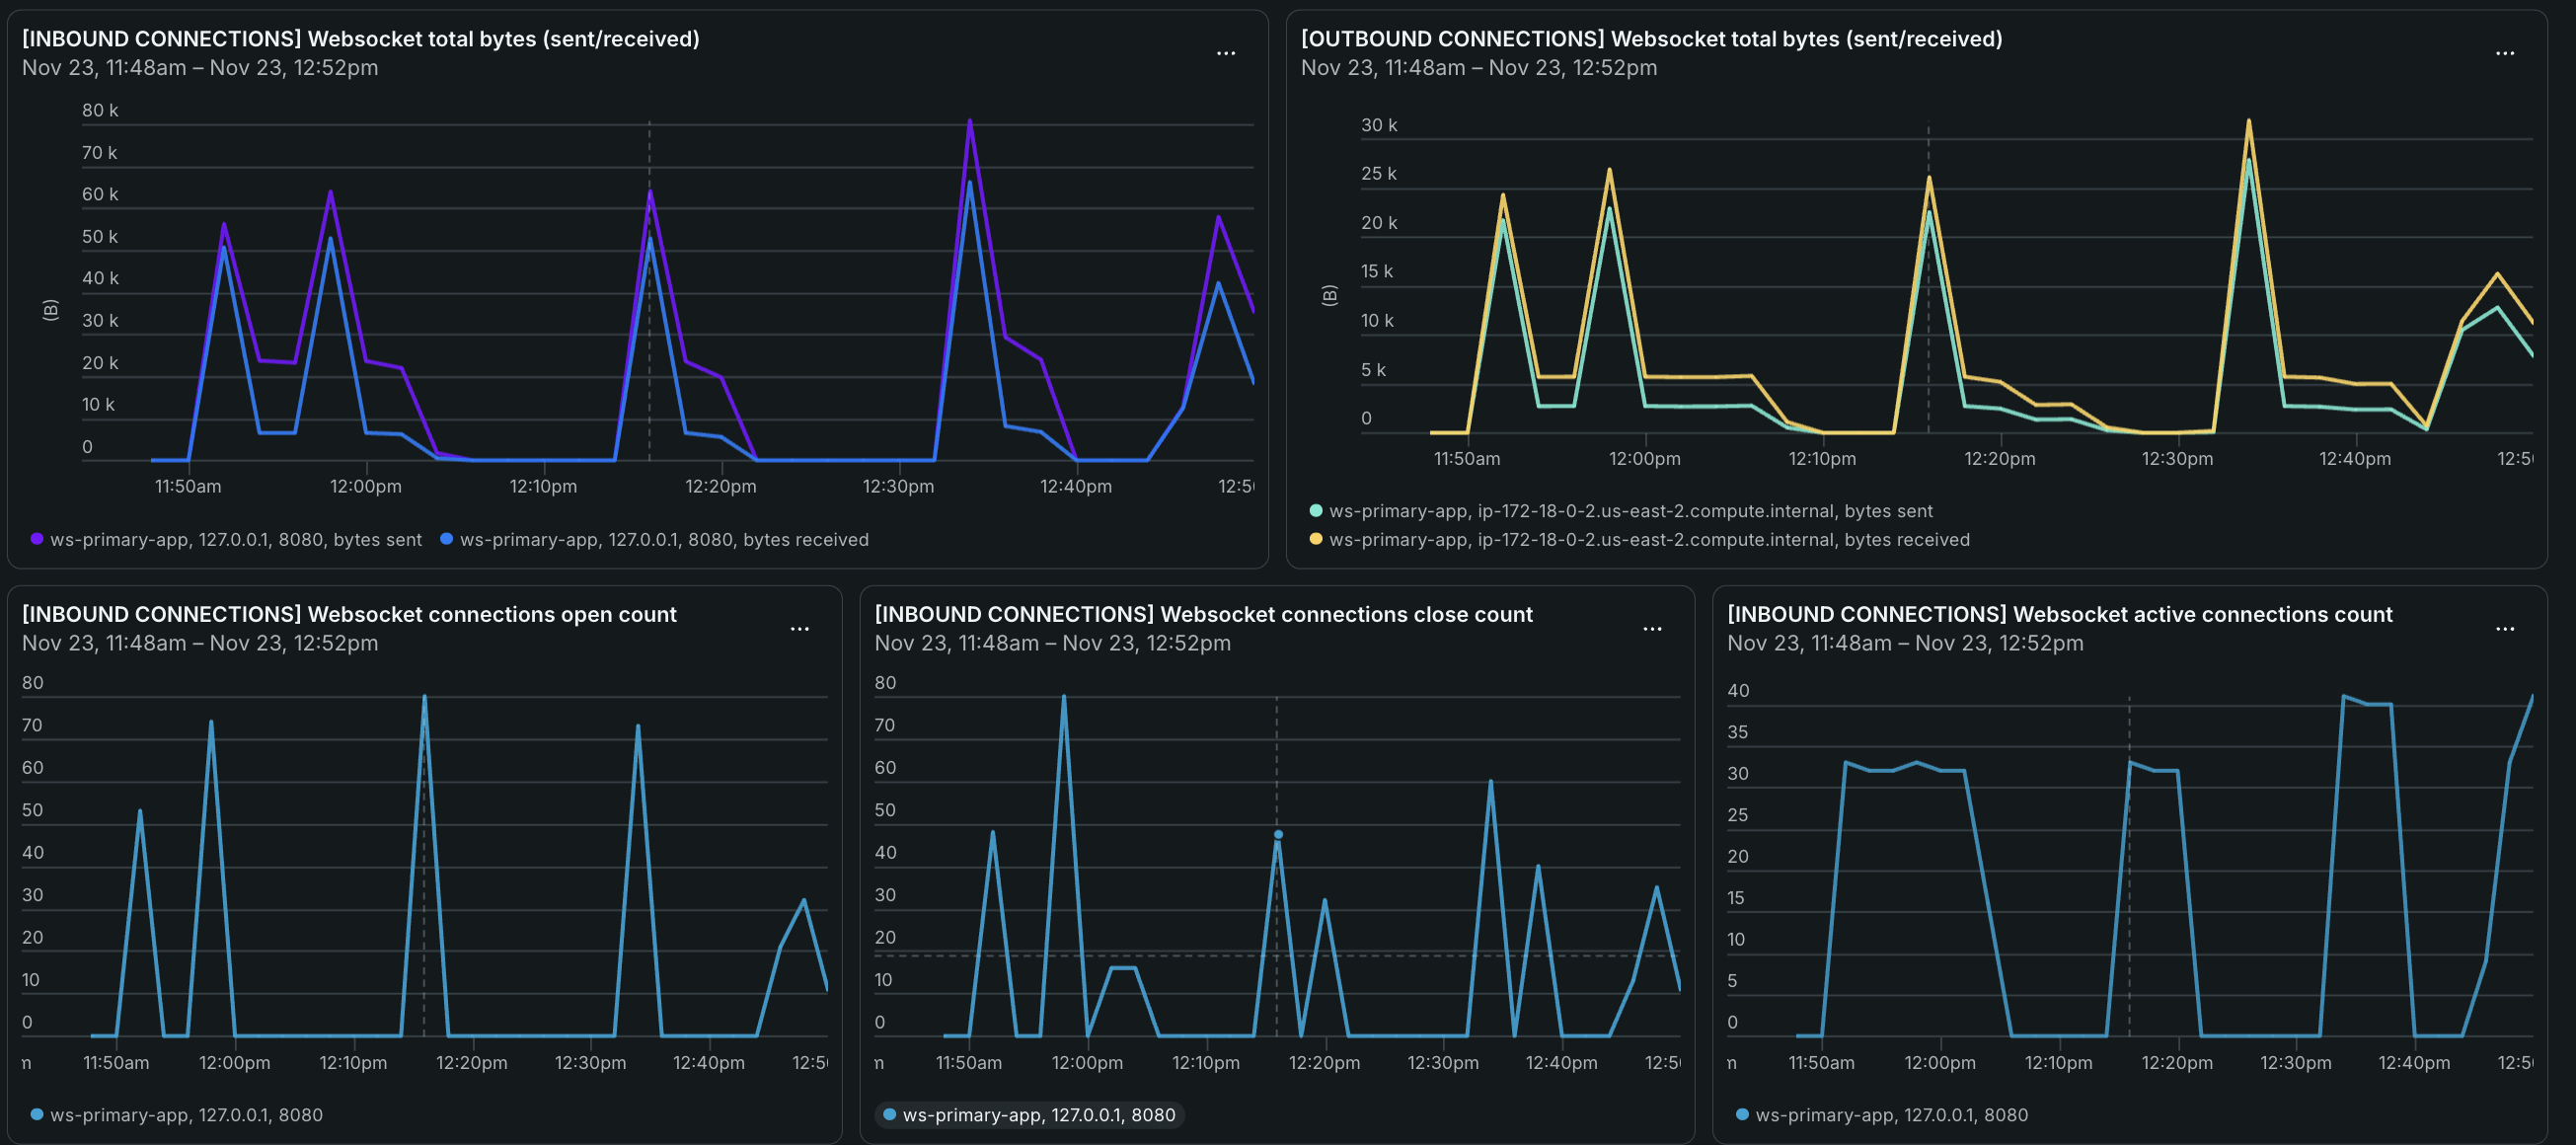 [INBOUND CONNECTIONS] Websocket total bytes (sent/received)
Nov 23, 11:48am – Nov 23, 12:52pm
...
80 k
70 k
60 k
50 k
40 k
30 k
20 k
10 k
0
(B)
11:50am 12:00pm 12:10pm 12:20pm 12:30pm 12:40pm 12:5
ws-primary-app, 127.0.0.1, 8080, bytes sent ws-primary-app, 127.0.0.1, 8080, bytes received
[OUTBOUND CONNECTIONS] Websocket total bytes (sent/received)
Nov 23, 11:48am – Nov 23, 12:52pm
...
30 k
25 k
20 k
15 k
10 k
5 k
0
(B)
11:50am 12:00pm 12:10pm 12:20pm 12:30pm 12:40pm 12:5
ws-primary-app, ip-172-18-0-2.us-east-2.compute.internal, bytes sent
ws-primary-app, ip-172-18-0-2.us-east-2.compute.internal, bytes received
[INBOUND CONNECTIONS] Websocket connections open count
Nov 23, 11:48am – Nov 23, 12:52pm
...
80
70
60
50
40
30
20
10
0
m 11:50am 12:00pm 12:10pm 12:20pm 12:30pm 12:40pm 12:5
ws-primary-app, 127.0.0.1, 8080
[INBOUND CONNECTIONS] Websocket connections close count
Nov 23, 11:48am – Nov 23, 12:52pm
...
80
70
60
50
40
30
20
10
0
m 11:50am 12:00pm 12:10pm 12:20pm 12:30pm 12:40pm 12:5
ws-primary-app, 127.0.0.1, 8080
[INBOUND CONNECTIONS] Websocket active connections count
Nov 23, 11:48am – Nov 23, 12:52pm
...
40
35
30
25
20
15
10
5
0
m 11:50am 12:00pm 12:10pm 12:20pm 12:30pm 12:40pm 12:5
ws-primary-app, 127.0.0.1, 8080